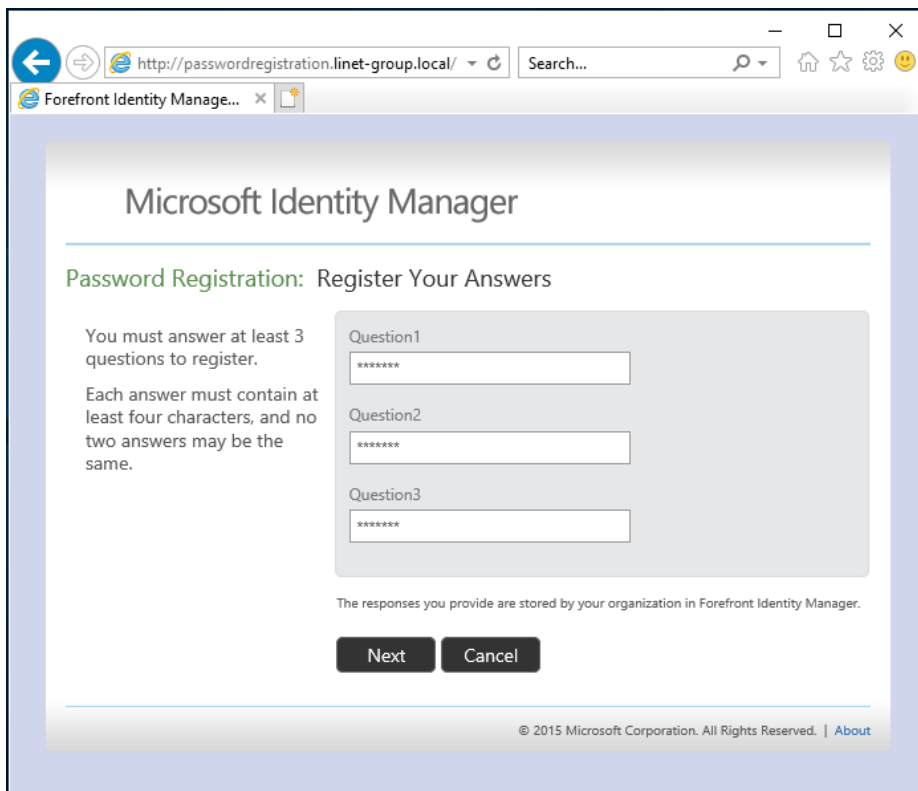 http://passwordregistration.linet-group.local/
Search...
Forefront Identity Manage...
Microsoft Identity Manager
Password Registration: Register Your Answers
You must answer at least 3
questions to register.
Each answer must contain at
least four characters, and no
two answers may be the
same.
Question1
*******
Question2
*******
Question3
*******
The responses you provide are stored by your organization in Forefront Identity Manager.
Next
Cancel
© 2015 Microsoft Corporation. All Rights Reserved. | About